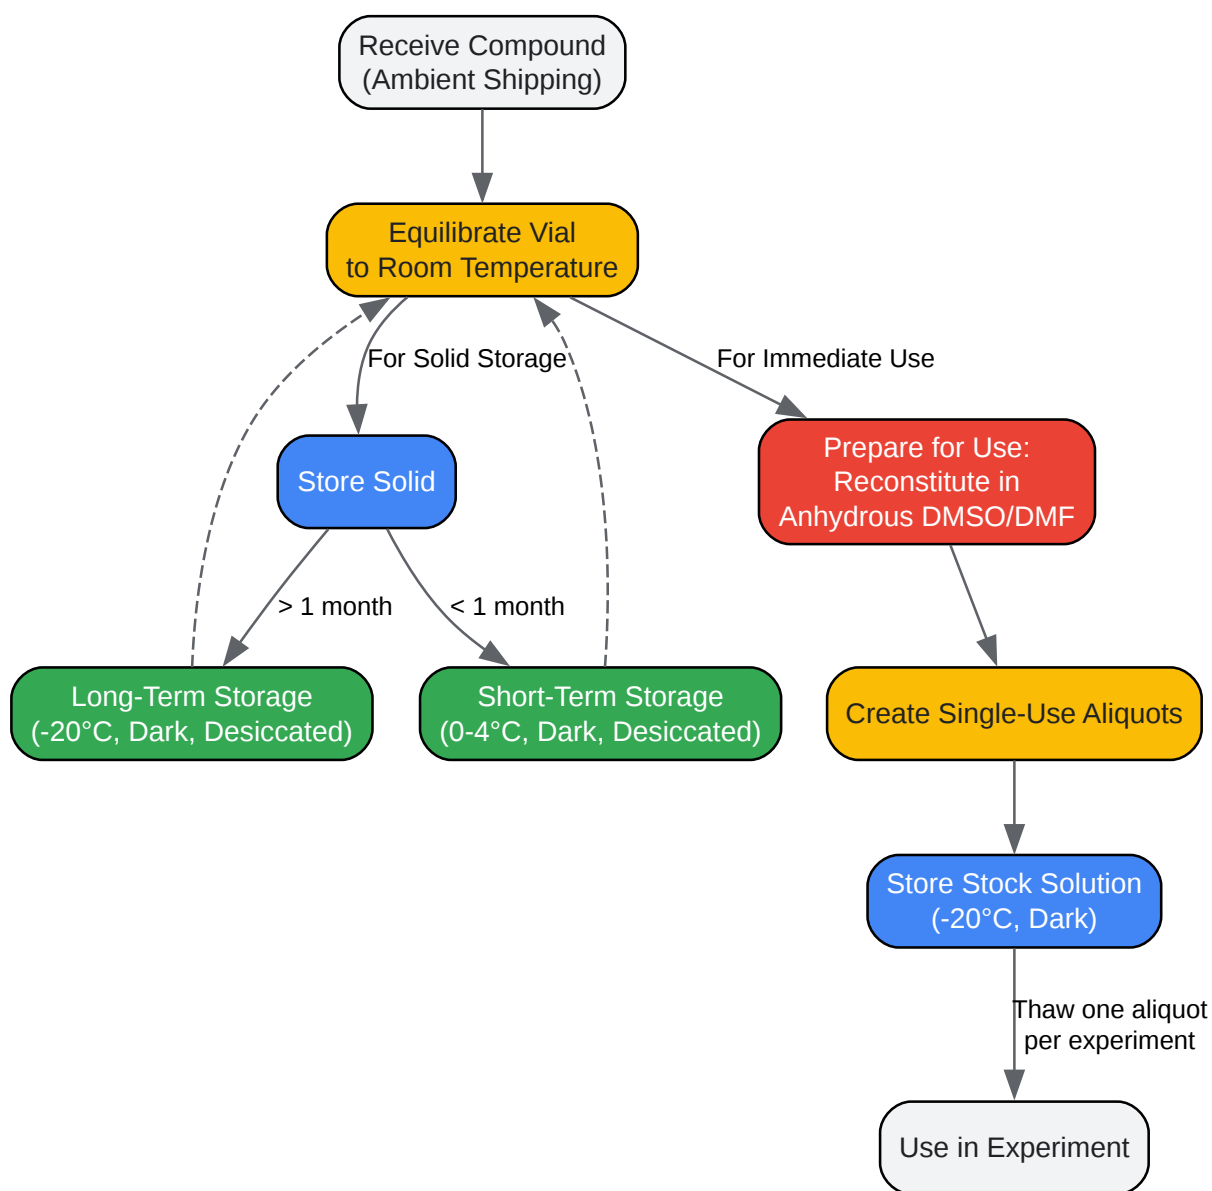 Receive Compound
(Ambient Shipping)
Equilibrate Vial
to Room Temperature
For Solid Storage
For Immediate Use
Prepare for Use:
Reconstitute in
Anhydrous DMSO/DMF
Store Solid
> 1 month
< 1 month
Long-Term Storage
(-20°C, Dark, Desiccated)
Short-Term Storage
(0-4°C, Dark, Desiccated)
Create Single-Use Aliquots
Store Stock Solution
(-20°C, Dark)
Thaw one aliquot
per experiment
Use in Experiment